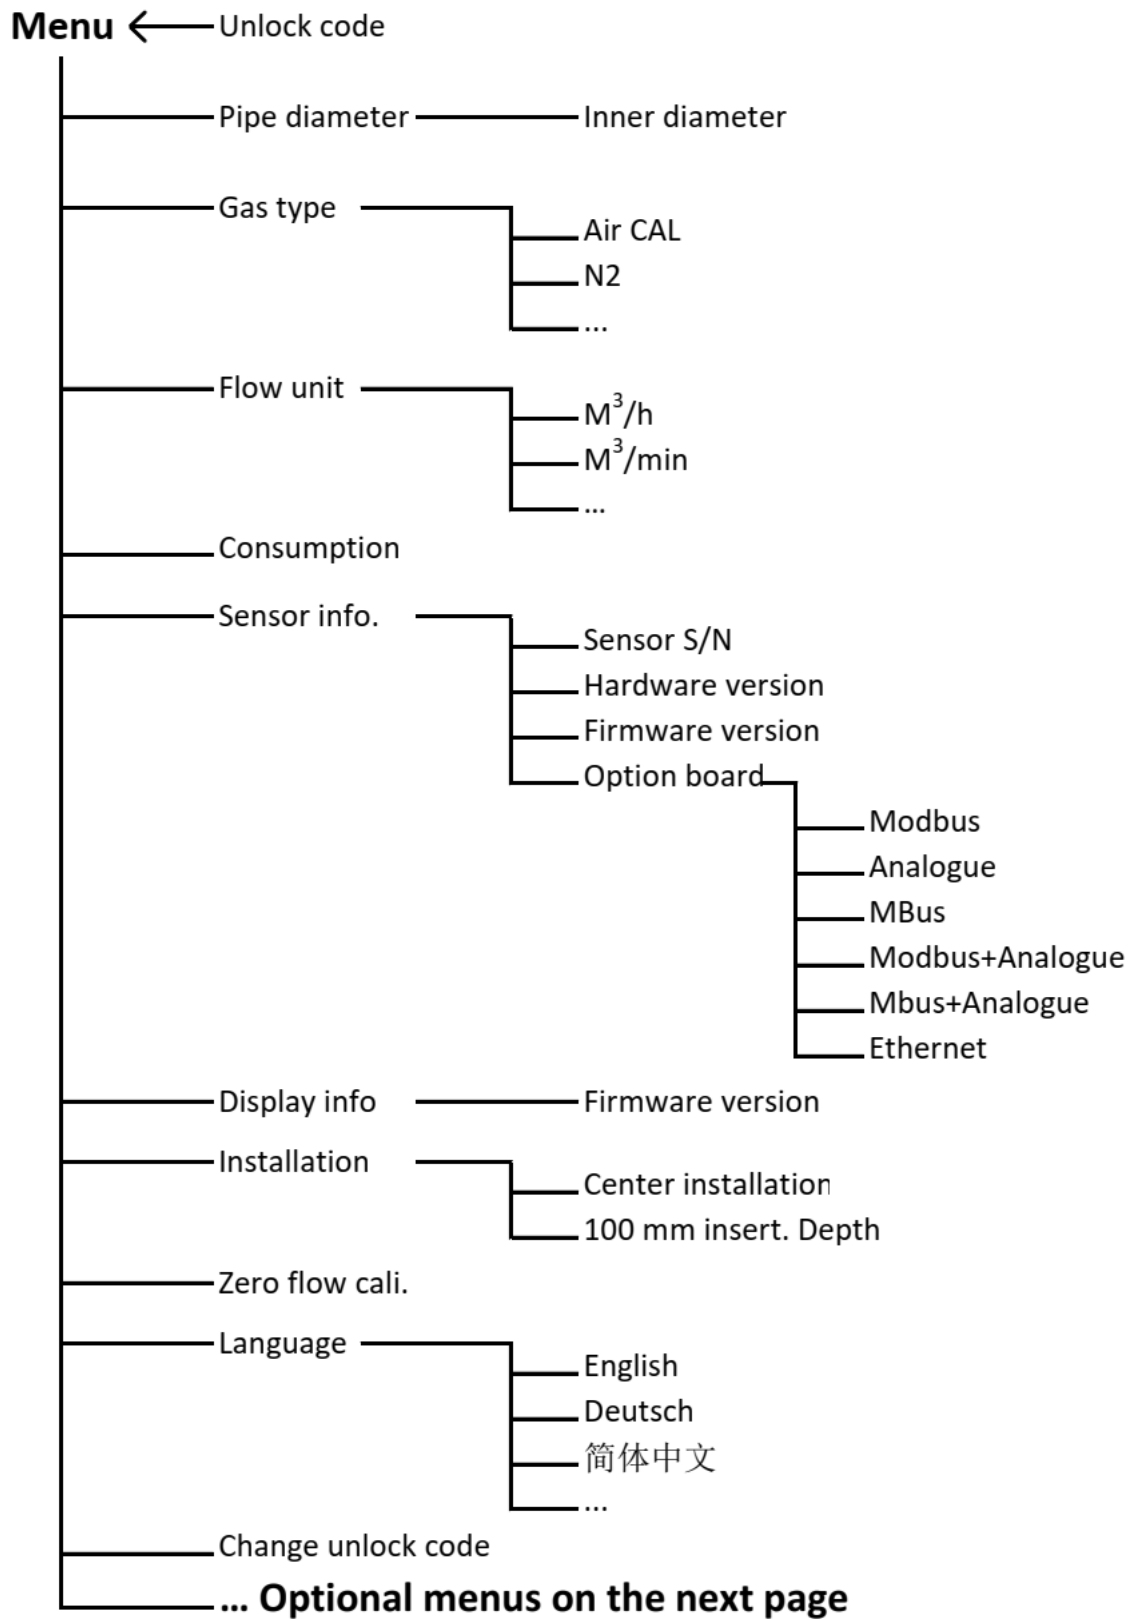 Menu Unlock code
Pipe diameter Inner diameter
Gas type
Air CAL
N2
...
Flow unit
M³/h
M³/min
...
Consumption
Sensor info.
Sensor S/N
Hardware version
Firmware version
Option board
Modbus
Analogue
MBus
Modbus+Analogue
Mbus+Analogue
Ethernet
Display info Firmware version
Installation
Center installation
100 mm insert. Depth
Zero flow cali.
Language
English
Deutsch
简体中文
...
Change unlock code
... Optional menus on the next page